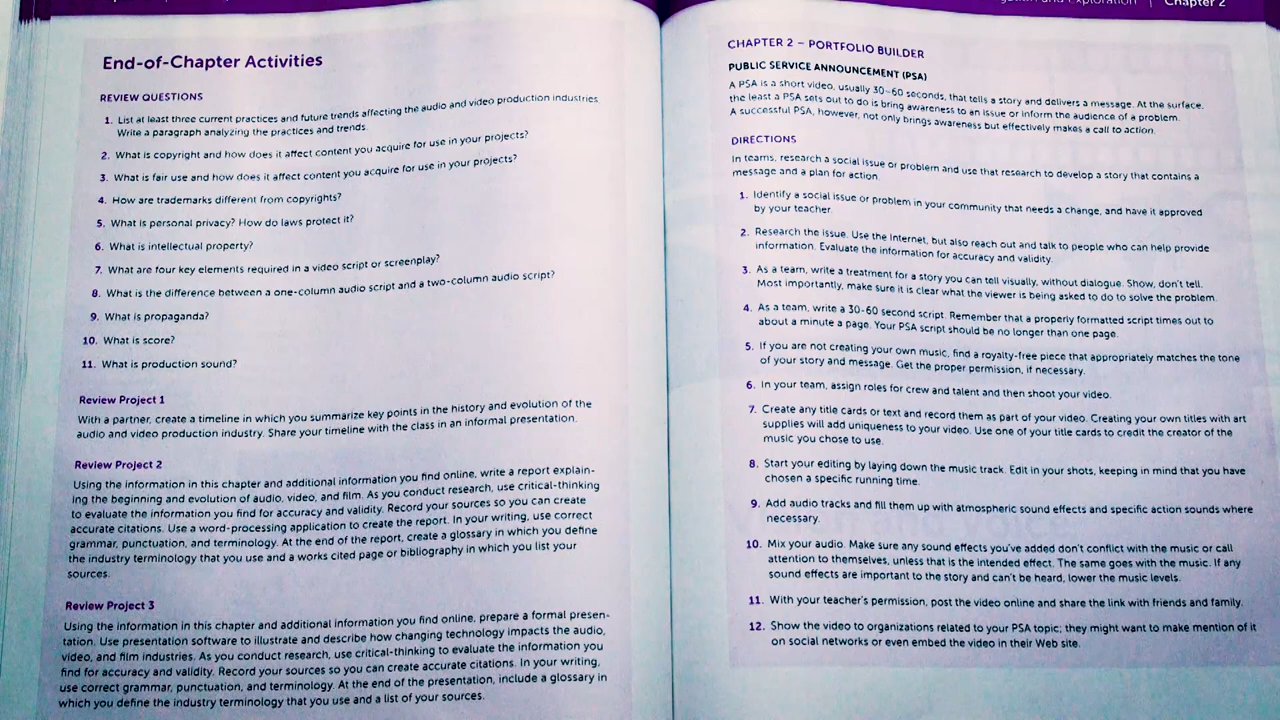 End-of-Chapter Activities
REVIEW QUESTIONS
1. List at least three current practices and future trends affecting the audio and video production industries
Write a paragraph analyzing the practices and trends.
2. What is copyright and how does it affect content you acquire for use in your projects?
3. What is fair use and how does it affect content you acquire for use in your projects?
4. How are trademarks different from copyrights?
5. What is personal privacy? How do laws protect it?
6. What is intellectual property?
7. What are four key elements required in a video script or screenplay?
8. What is the difference between a one-column audio script and a two-column audio script?
9. What is propaganda?
10. What is score?
11. What is production sound?
Review Project 1
With a partner, create a timeline in which you summarize key points in the history and evolution of the
audio and video production industry. Share your timeline with the class in an informal presentation.
Review Project 2
Using the information in this chapter and additional information you find online, write a report explain-
ing the beginning and evolution of audio, video, and film. As you conduct research, use critical-thinking
to evaluate the information you find for accuracy and validity. Record your sources so you can create
accurate citations. Use a word-processing application to create the report. In your writing, use correct
grammar, punctuation, and terminology. At the end of the report, create a glossary in which you define
the industry terminology that you use and a works cited page or bibliography in which you list your
sources.
Review Project 3
Using the information in this chapter and additional information you find online, prepare a formal presen-
tation. Use presentation software to illustrate and describe how changing technology impacts the audio,
video, and film industries. As you conduct research, use critical-thinking to evaluate the information you
find for accuracy and validity. Record your sources so you can create accurate citations. In your writing,
use correct grammar, punctuation, and terminology. At the end of the presentation, include a glossary in
which you define the industry terminology that you use and a list of your sources.
and Exploration | Chapter 2
CHAPTER 2 – PORTFOLIO BUILDER
PUBLIC SERVICE ANNOUNCEMENT (PSA)
A PSA is a short video, usually 30–60 seconds, that tells a story and delivers a message. At the surface,
the least a PSA sets out to do is bring awareness to an issue or inform the audience of a problem.
A successful PSA, however, not only brings awareness but effectively makes a call to action.
DIRECTIONS
In teams, research a social issue or problem and use that research to develop a story that contains a
message and a plan for action.
1. Identify a social issue or problem in your community that needs a change, and have it approved
by your teacher.
2. Research the issue. Use the Internet, but also reach out and talk to people who can help provide
information. Evaluate the information for accuracy and validity.
3. As a team, write a treatment for a story you can tell visually, without dialogue. Show, don't tell.
Most importantly, make sure it is clear what the viewer is being asked to do to solve the problem.
4. As a team, write a 30-60 second script. Remember that a properly formatted script times out to
about a minute a page. Your PSA script should be no longer than one page.
5. If you are not creating your own music, find a royalty-free piece that appropriately matches the tone
of your story and message. Get the proper permission, if necessary.
6. In your team, assign roles for crew and talent and then shoot your video.
7. Create any title cards or text and record them as part of your video. Creating your own titles with art
supplies will add uniqueness to your video. Use one of your title cards to credit the creator of the
music you chose to use.
8. Start your editing by laying down the music track. Edit in your shots, keeping in mind that you have
chosen a specific running time.
9. Add audio tracks and fill them up with atmospheric sound effects and specific action sounds where
necessary.
10. Mix your audio. Make sure any sound effects you've added don't conflict with the music or call
attention to themselves, unless that is the intended effect. The same goes with the music. If any
sound effects are important to the story and can't be heard, lower the music levels.
11. With your teacher's permission, post the video online and share the link with friends and family.
12. Show the video to organizations related to your PSA topic; they might want to make mention of it
on social networks or even embed the video in their Web site.